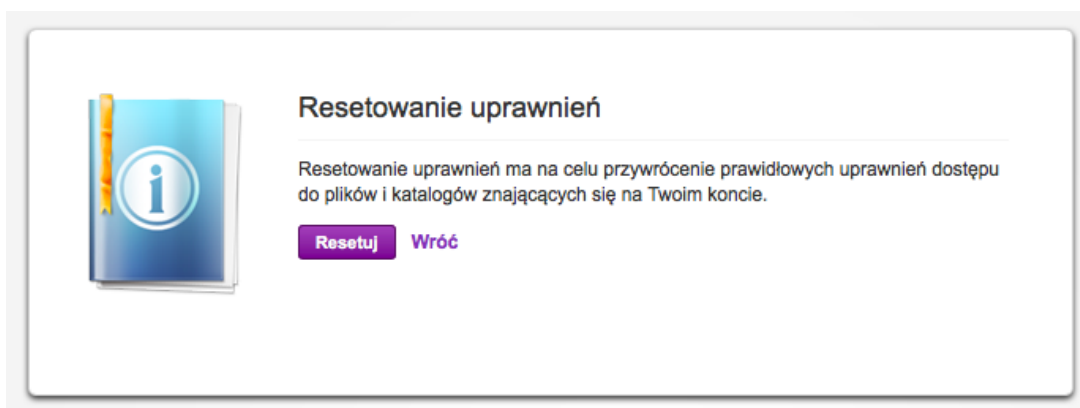 Resetowanie uprawnień
Resetowanie uprawnień ma na celu przywrócenie prawidłowych uprawnień dostępu
do plików i katalogów znającących się na Twoim koncie.
Resetuj Wróć